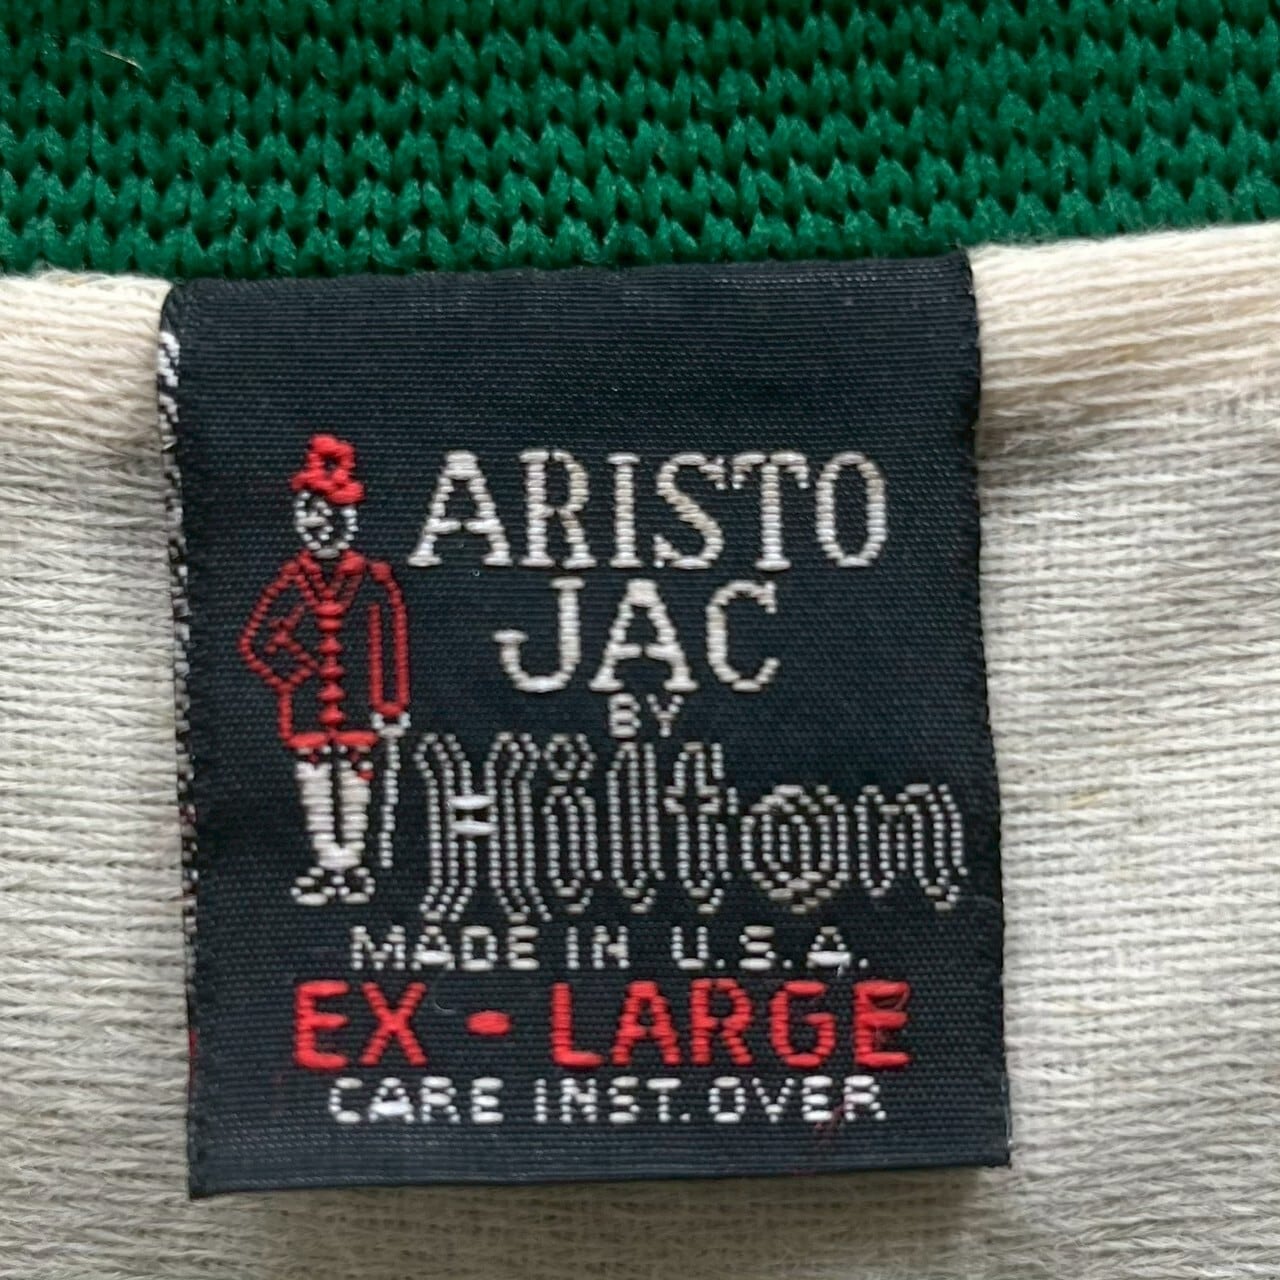 ARISTO
JAC
BY
Hilton
MADE IN U.S.A.
EX - LARGE
CARE INST. OVER